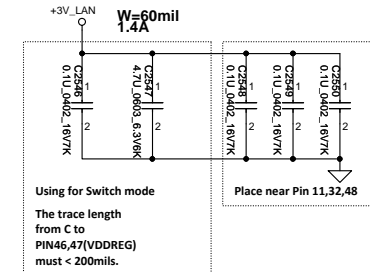 +3V_LAN
W=60mil
1.4A
C2546
0.1U_0402_16V7K
1
2
C2547
4.7U_0603_6.3V6K
1
2
C2548
0.1U_0402_16V7K
1
2
C2549
0.1U_0402_16V7K
1
2
C2550
0.1U_0402_16V7K
1
2
Using for Switch mode
The trace length
from C to
PIN46,47(VDDREG)
must < 200mils.
Place near Pin 11,32,48